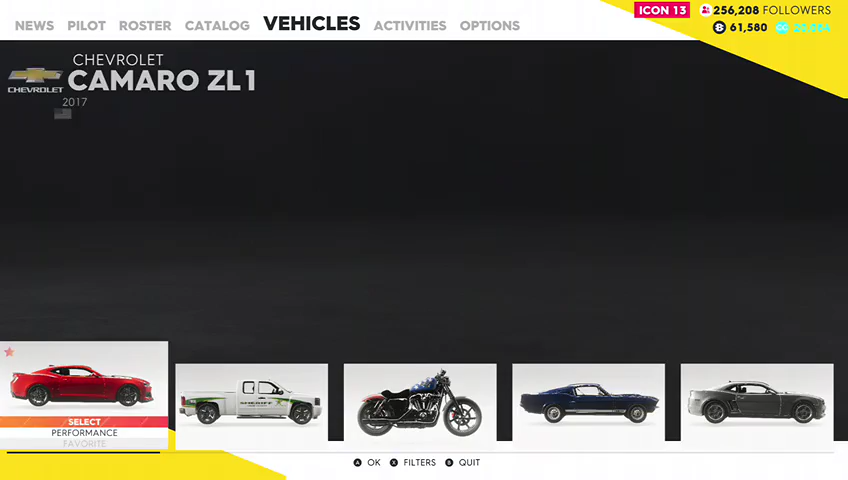 NEWS PILOT ROSTER CATALOG VEHICLES ACTIVITIES OPTIONS
ICON 13 256,208 FOLLOWERS
61,580
CHEVROLET
CAMARO ZL1
CHEVROLET
2017
SHERIFF
SELECT
PERFORMANCE
FAVORITE
A OK X FILTERS B QUIT